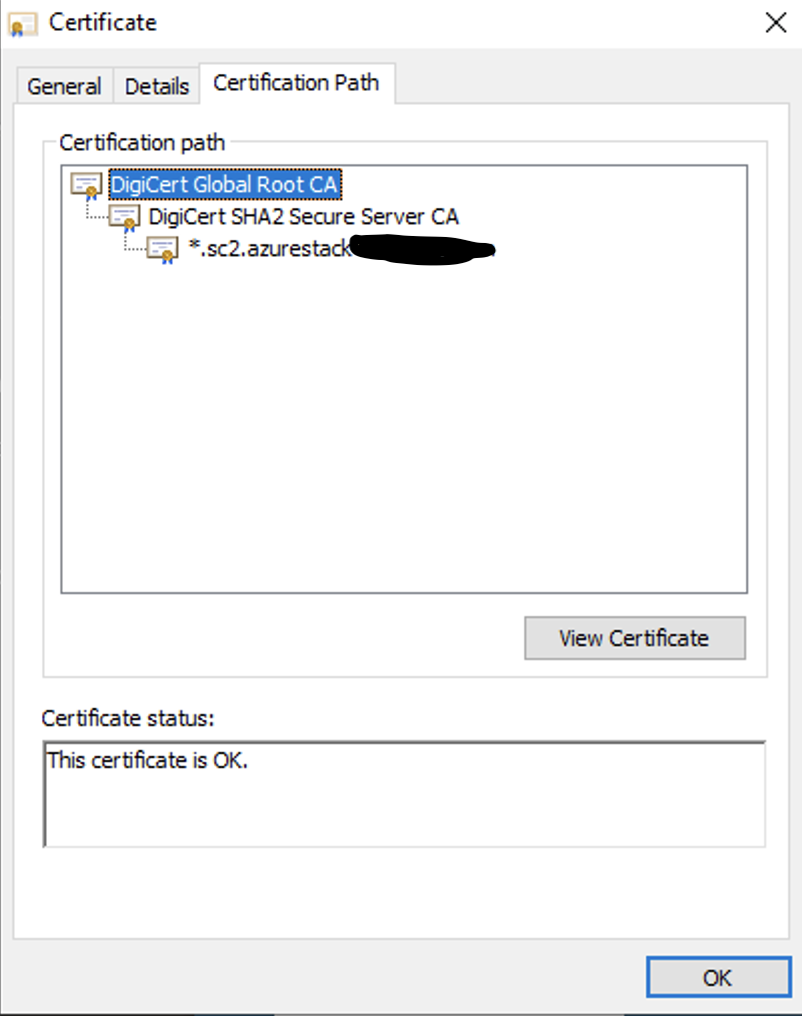 Certificate
General Details Certification Path
Certification path
DigiCert Global Root CA
DigiCert SHA2 Secure Server CA
*.sc2.azurestack
View Certificate
Certificate status:
This certificate is OK.
OK